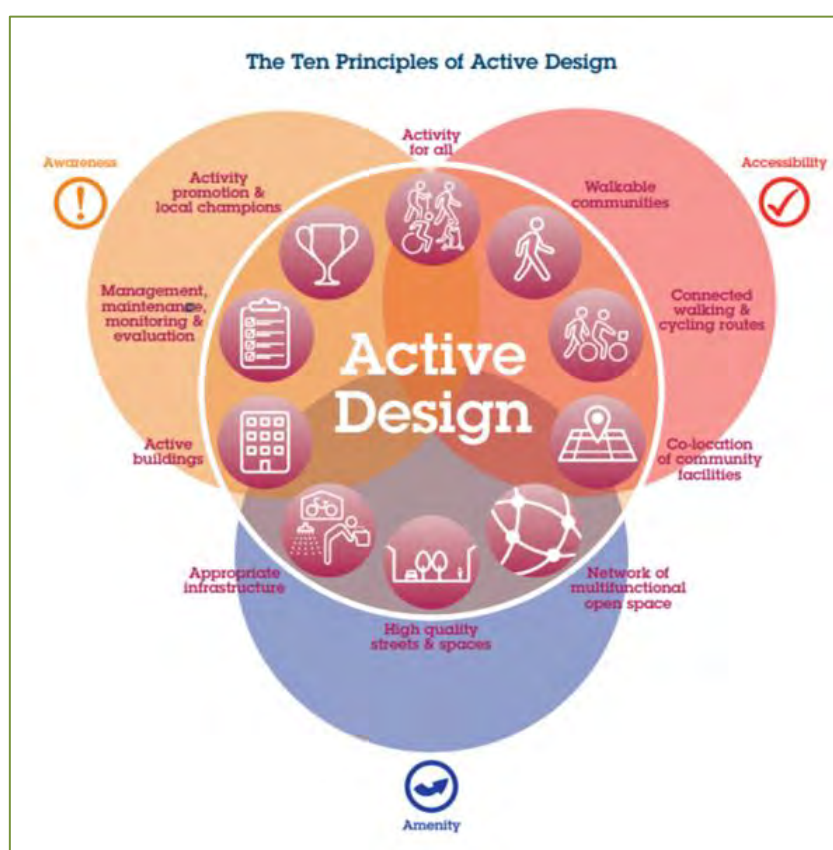 The Ten Principles of Active Design
Activity
for all
Awareness
Accessibility
Activity
promotion &
local champions
Walkable
communities
Management,
maintenance,
monitoring &
evaluation
Connected
walking &
cycling routes
Active
Design
Active
buildings
Co-location
of community
facilities
Appropriate
infrastructure
Network of
multifunctional
open space
High quality
streets & spaces
Amenity